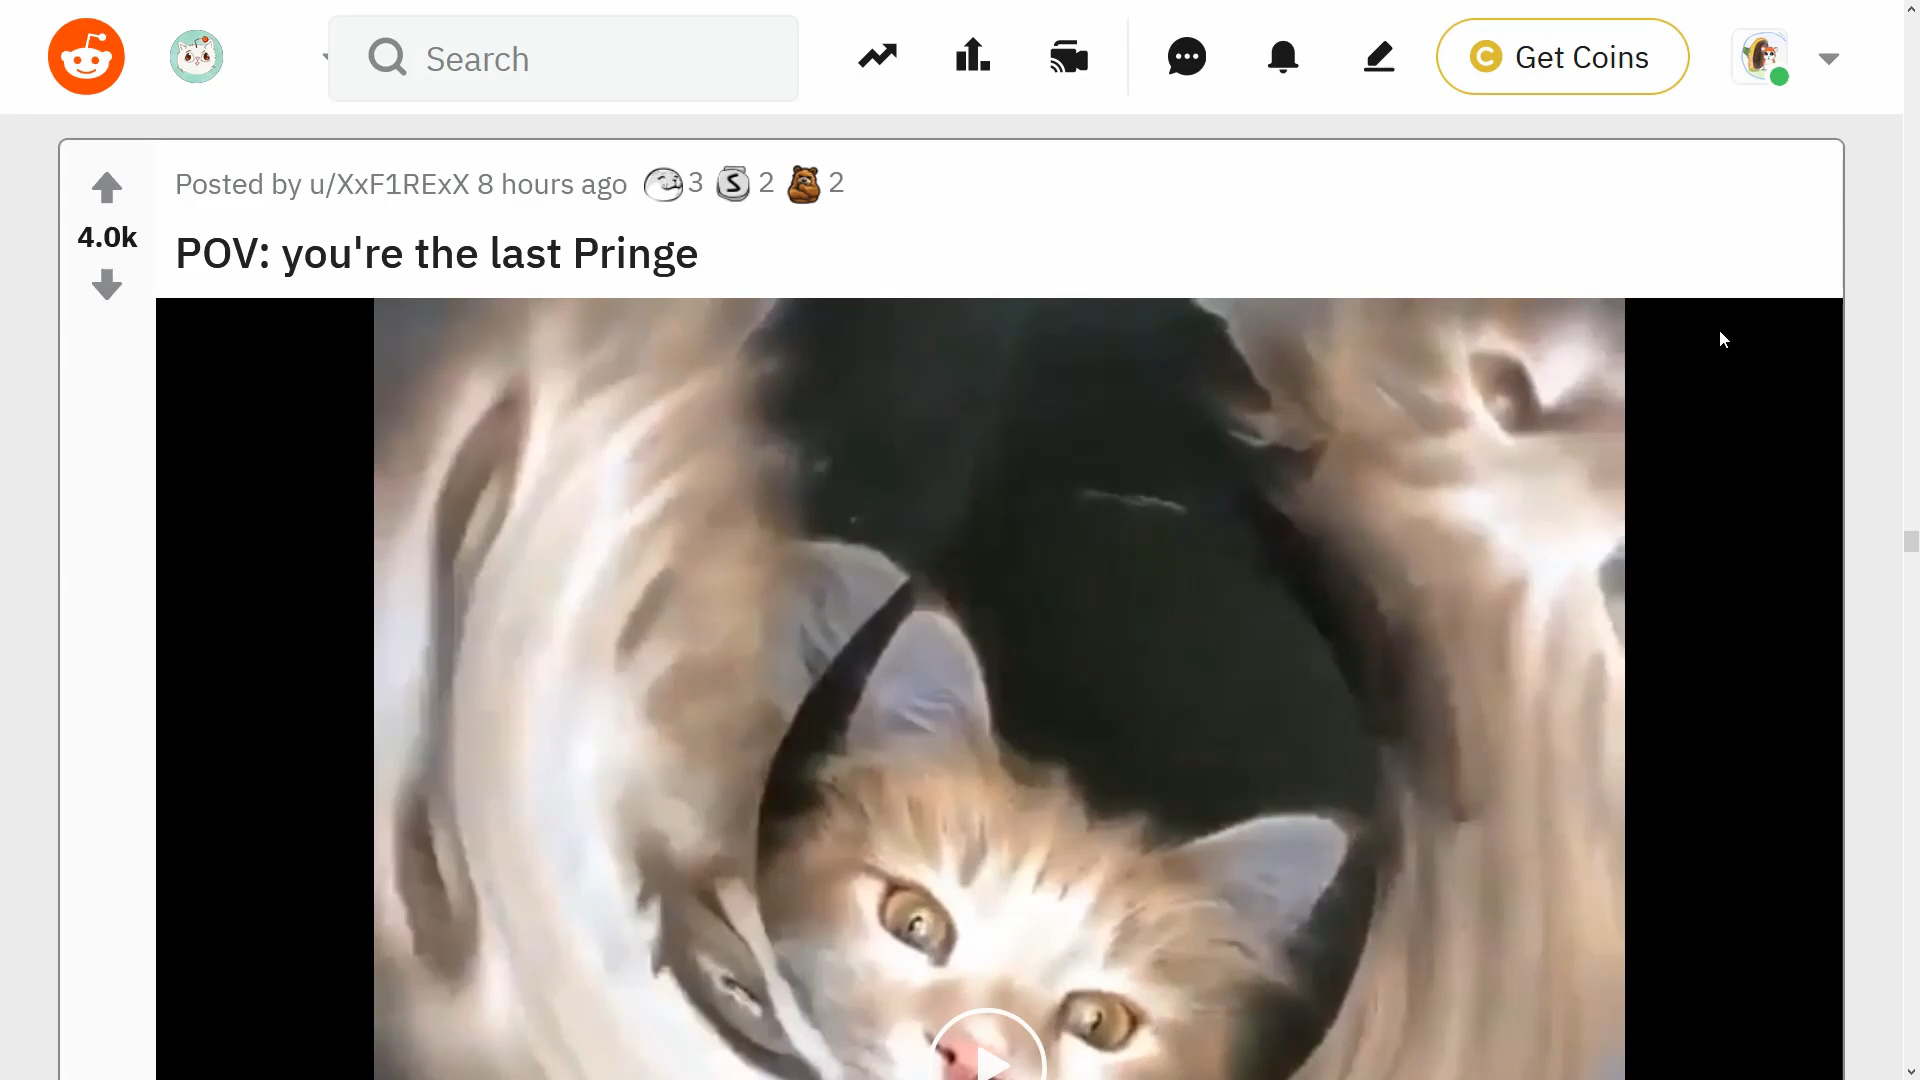 Search
Get Coins
Posted by u/XxF1RExX 8 hours ago 3 S 2 2
4.0k
POV: you're the last Pringe